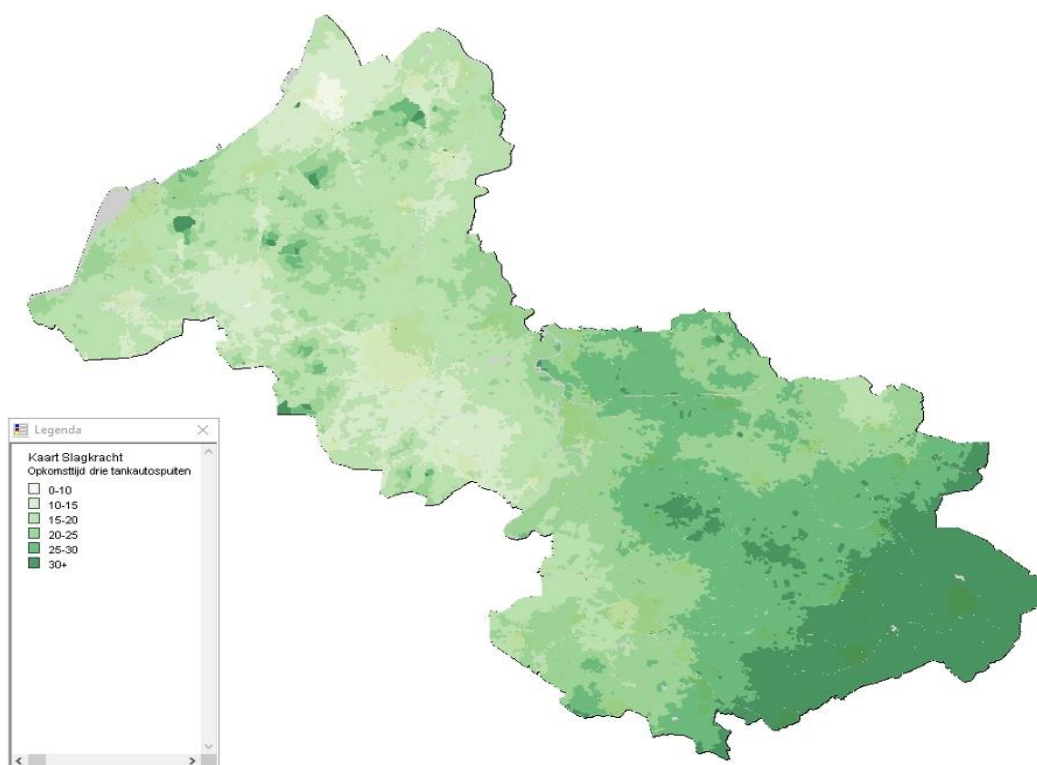 Legenda
Kaart Slagkracht
Opkomsttijd drie tankautospuiten
0-10
10-15
15-20
20-25
25-30
30+